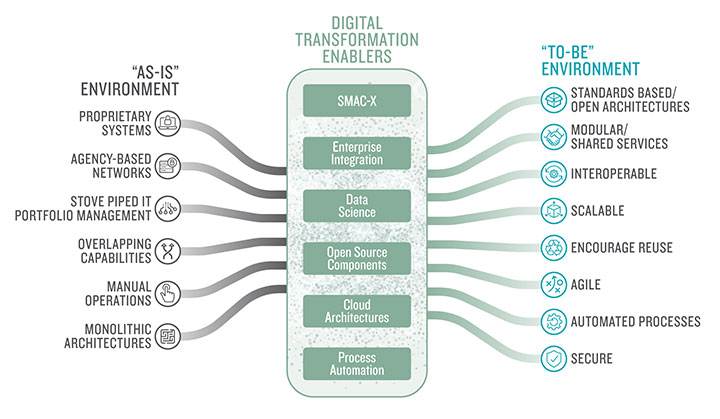 DIGITAL
TRANSFORMATION
ENABLERS
“AS-IS”
ENVIRONMENT
PROPRIETARY
SYSTEMS
AGENCY-BASED
NETWORKS
STOVE PIPED IT
PORTFOLIO MANAGEMENT
OVERLAPPING
CAPABILITIES
MANUAL
OPERATIONS
MONOLITHIC
ARCHITECTURES
SMAC-X
Enterprise
Integration
Data
Science
Open Source
Components
Cloud
Architectures
Process
Automation
“TO-BE”
ENVIRONMENT
STANDARDS BASED/
OPEN ARCHITECTURES
MODULAR/
SHARED SERVICES
INTEROPERABLE
SCALABLE
ENCOURAGE REUSE
AGILE
AUTOMATED PROCESSES
SECURE